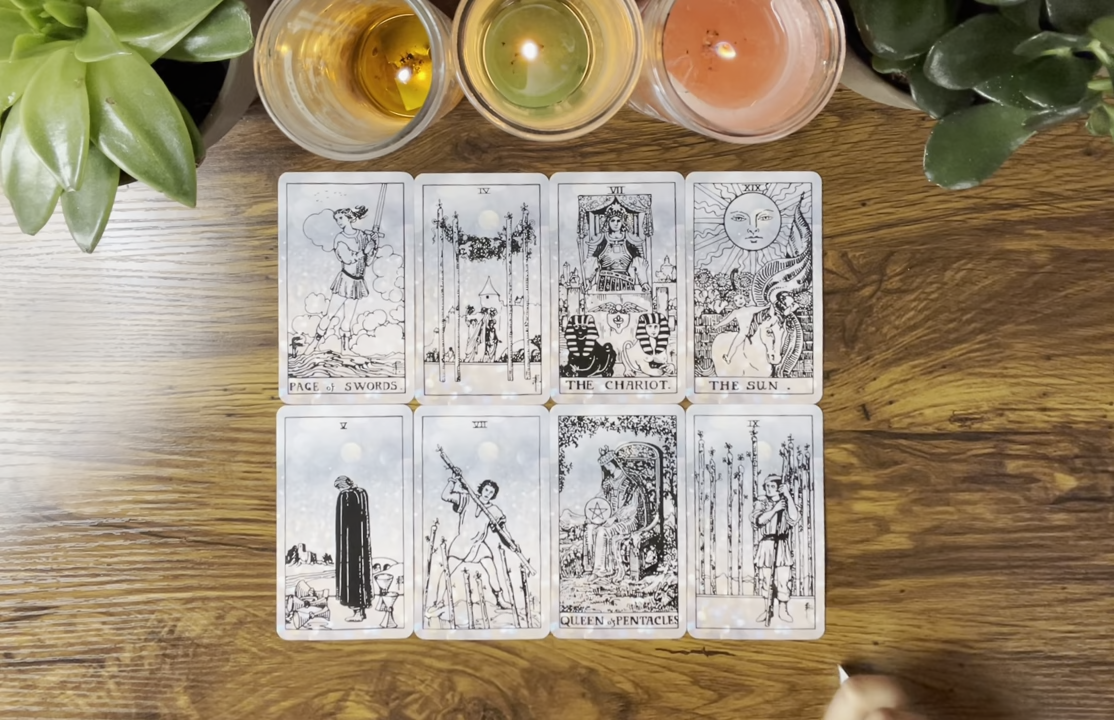 PAGE of SWORDS.
IV
VII
THE CHARIOT.
XIX
THE SUN .
V
VII
QUEEN of PENTACLES
IX